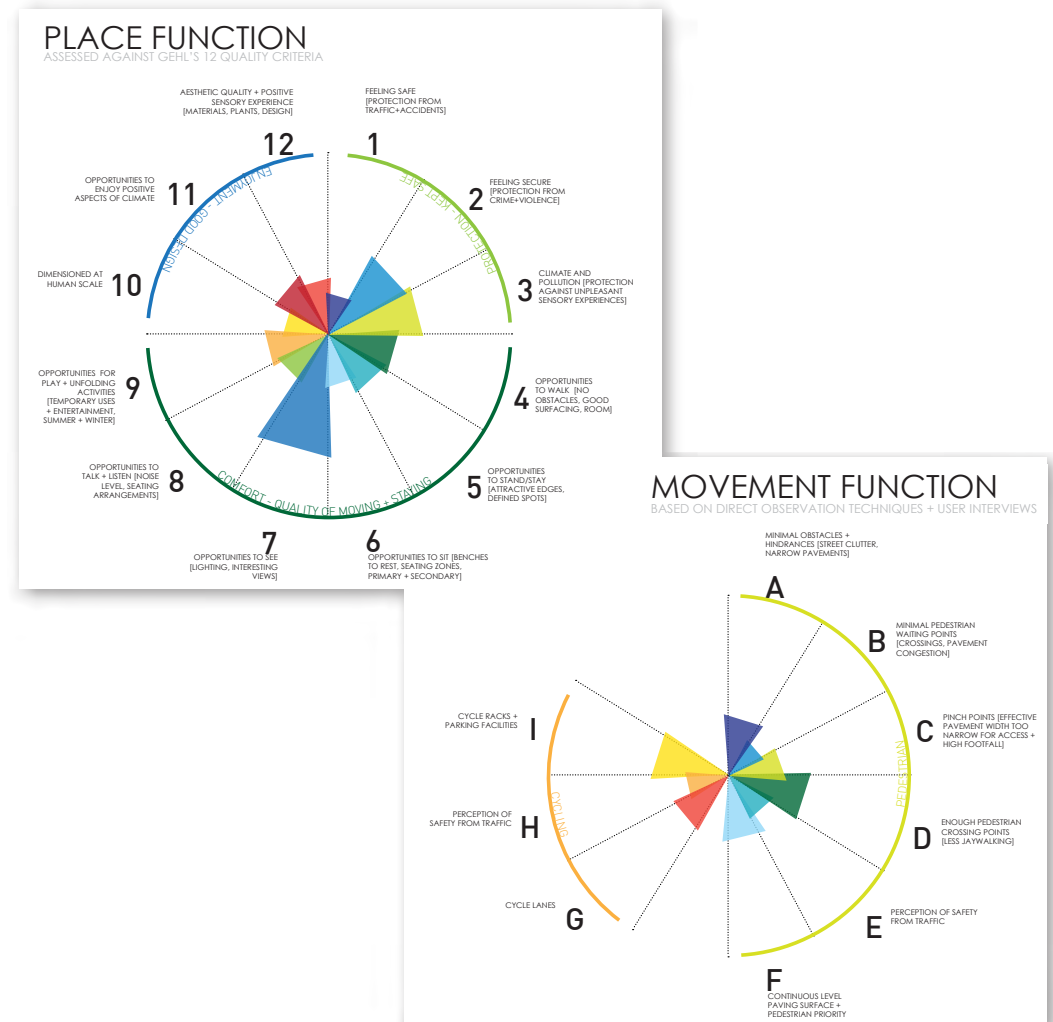 PLACE FUNCTION
ASSESSED AGAINST GEHL'S 12 QUALITY CRITERIA
AESTHETIC QUALITY + POSITIVE
SENSORY EXPERIENCE
[MATERIALS, PLANTS, DESIGN]
12
FEELING SAFE
[PROTECTION FROM
TRAFFIC+ACCIDENTS]
1
OPPORTUNITIES TO
ENJOY POSITIVE
ASPECTS OF CLIMATE
11
2
FEELING SECURE
[PROTECTION FROM
CRIME+VIOLENCE]
ENJOYMENT - GOOD DESIGN
PROTECTION - KEPT SAFE
DIMENSIONED AT
HUMAN SCALE
10
3
CLIMATE AND
POLLUTION [PROTECTION
AGAINST UNPLEASANT
SENSORY EXPERIENCES]
OPPORTUNITIES FOR
PLAY + UNFOLDING
ACTIVITIES
[TEMPORARY USES
+ ENTERTAINMENT,
SUMMER + WINTER]
9
4
OPPORTUNITIES
TO WALK [NO
OBSTACLES, GOOD
SURFACING, ROOM]
OPPORTUNITIES TO
TALK + LISTEN [NOISE
LEVEL, SEATING
ARRANGEMENTS]
8
5
OPPORTUNITIES
TO STAND/STAY
[ATTRACTIVE EDGES,
DEFINED SPOTS]
COMFORT - QUALITY OF MOVING + STAYING
7
OPPORTUNITIES TO SEE
[LIGHTING, INTERESTING
VIEWS]
6
OPPORTUNITIES TO SIT [BENCHES
TO REST, SEATING ZONES,
PRIMARY + SECONDARY]
MOVEMENT FUNCTION
BASED ON DIRECT OBSERVATION TECHNIQUES + USER INTERVIEWS
MINIMAL OBSTACLES +
HINDRANCES [STREET CLUTTER,
NARROW PAVEMENTS]
A
B
MINIMAL PEDESTRIAN
WAITING POINTS
[CROSSINGS, PAVEMENT
CONGESTION]
CYCLE RACKS +
PARKING FACILITIES
I
C
PINCH POINTS [EFFECTIVE
PAVEMENT WIDTH TOO
NARROW FOR ACCESS +
HIGH FOOTFALL]
PEDESTRIAN
CYCLING
PERCEPTION OF
SAFETY FROM TRAFFIC
H
D
ENOUGH PEDESTRIAN
CROSSING POINTS
[LESS JAYWALKING]
CYCLE LANES
G
E
PERCEPTION OF SAFETY
FROM TRAFFIC
F
CONTINUOUS LEVEL
PAVING SURFACE +
PEDESTRIAN PRIORITY